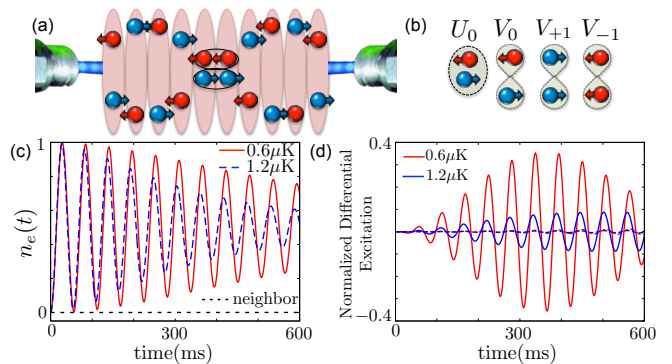 (a)
(b)
U₀ V₀ V₊₁ V₋₁
(c)
1
0
nₑ(t)
0.6μK
1.2μK
neighbor
0 300 600
time(ms)
(d)
0.4
−0.4
Normalized Differential
Excitation
0.6μK
1.2μK
0 300 600
time(ms)